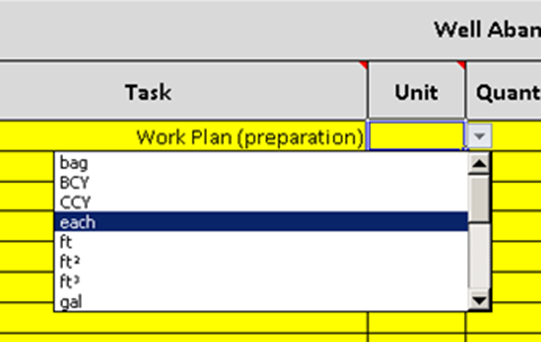 Well Aban
Task Unit Quant
Work Plan (preparation)
bag
BCY
CCY
each
ft
ft²
ft³
gal